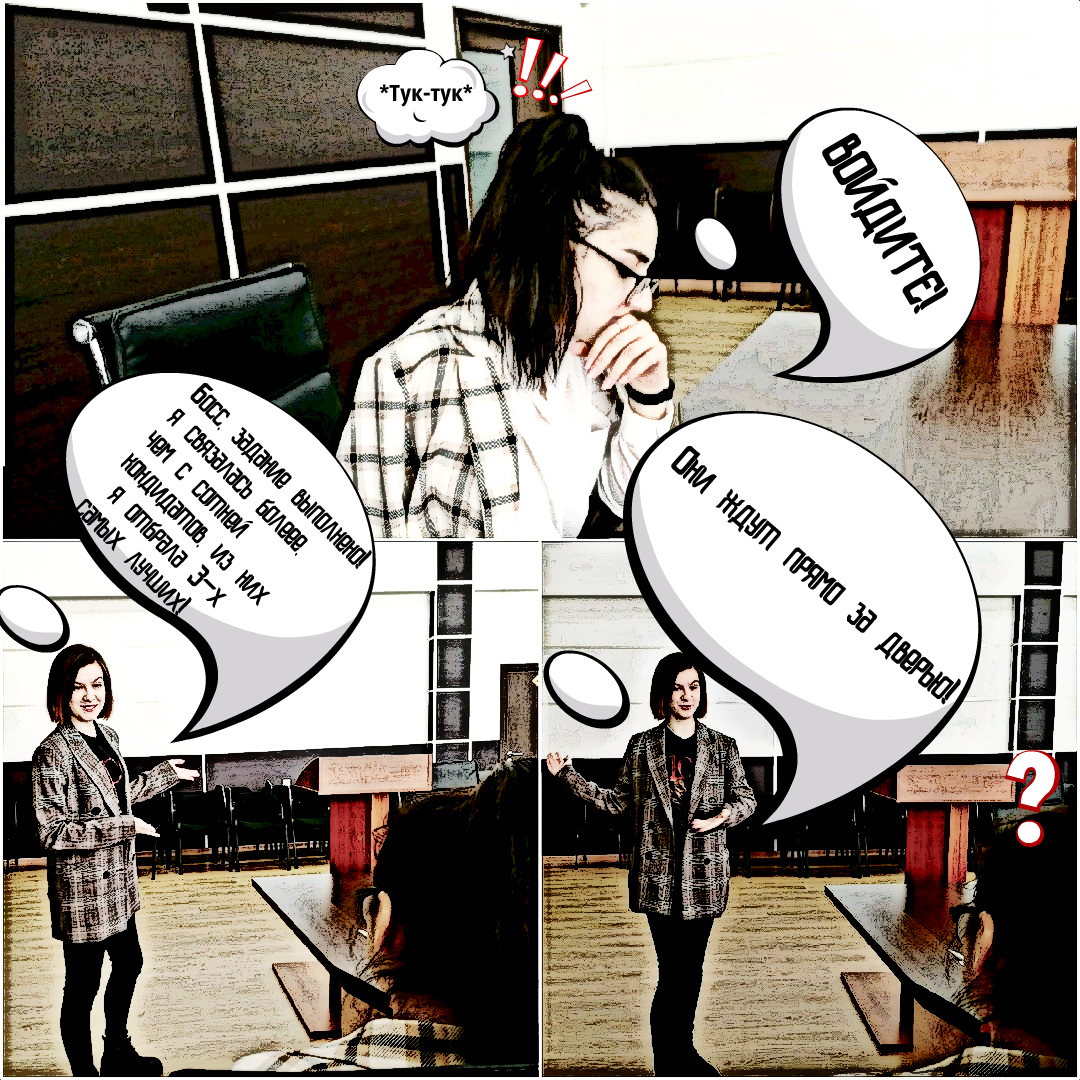 *Тук-тук*
!!!
ВОЙДИТЕ!
Босс, задание выполнено!
Я связалась более,
чем с сотней
кондидатов, из них
я отбрала 3-х
самых лучших!
Они ждут прямо за дверью!
?